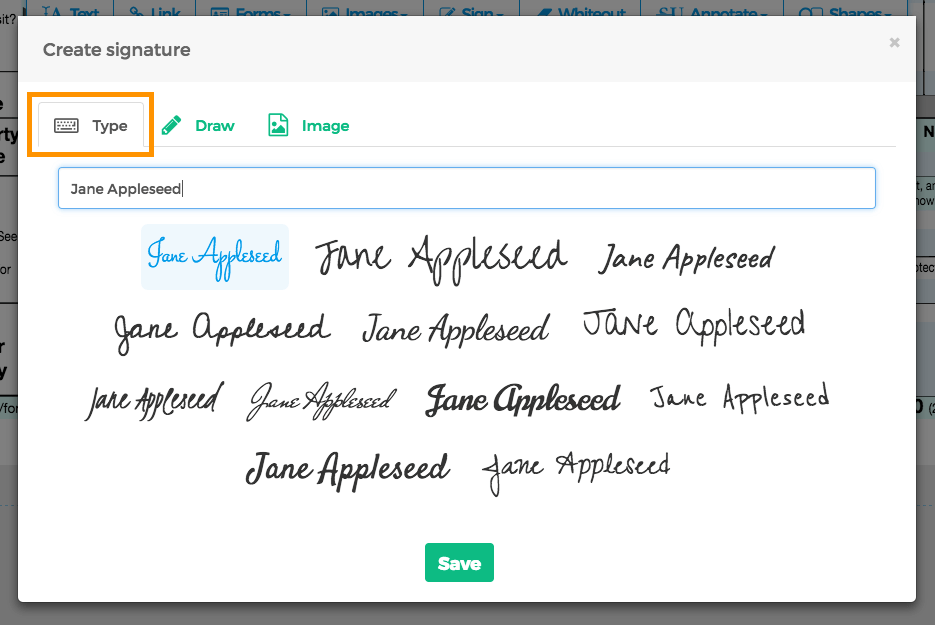 Text Link Forms Images Sign Whiteout Annotate Shapes
Create signature ×
Type Draw Image
Jane Appleseed
Jane Appleseed Jane Appleseed Jane Appleseed
Jane Appleseed Jane Appleseed Jane Appleseed
Jane Appleseed Jane Appleseed Jane Appleseed Jane Appleseed
Jane Appleseed Jane Appleseed
Save